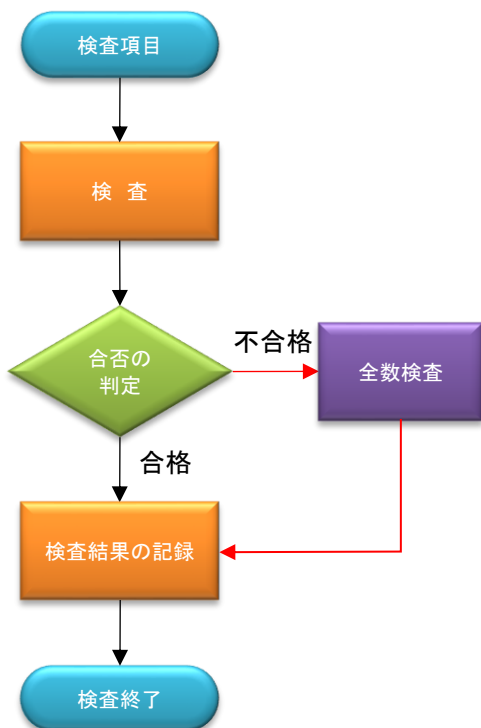 検査項目
検 査
合否の
判定
不合格
全数検査
合格
検査結果の記録
検査終了